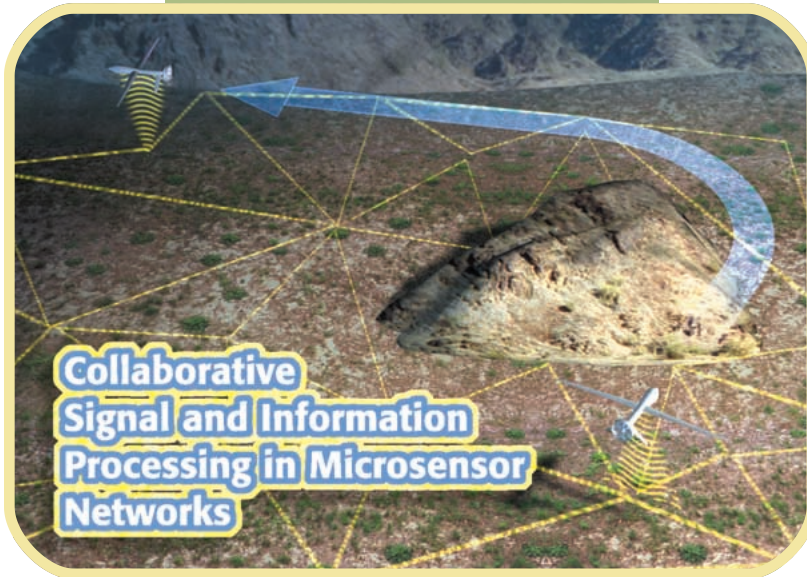 Collaborative
Signal and Information
Processing in Microsensor
Networks